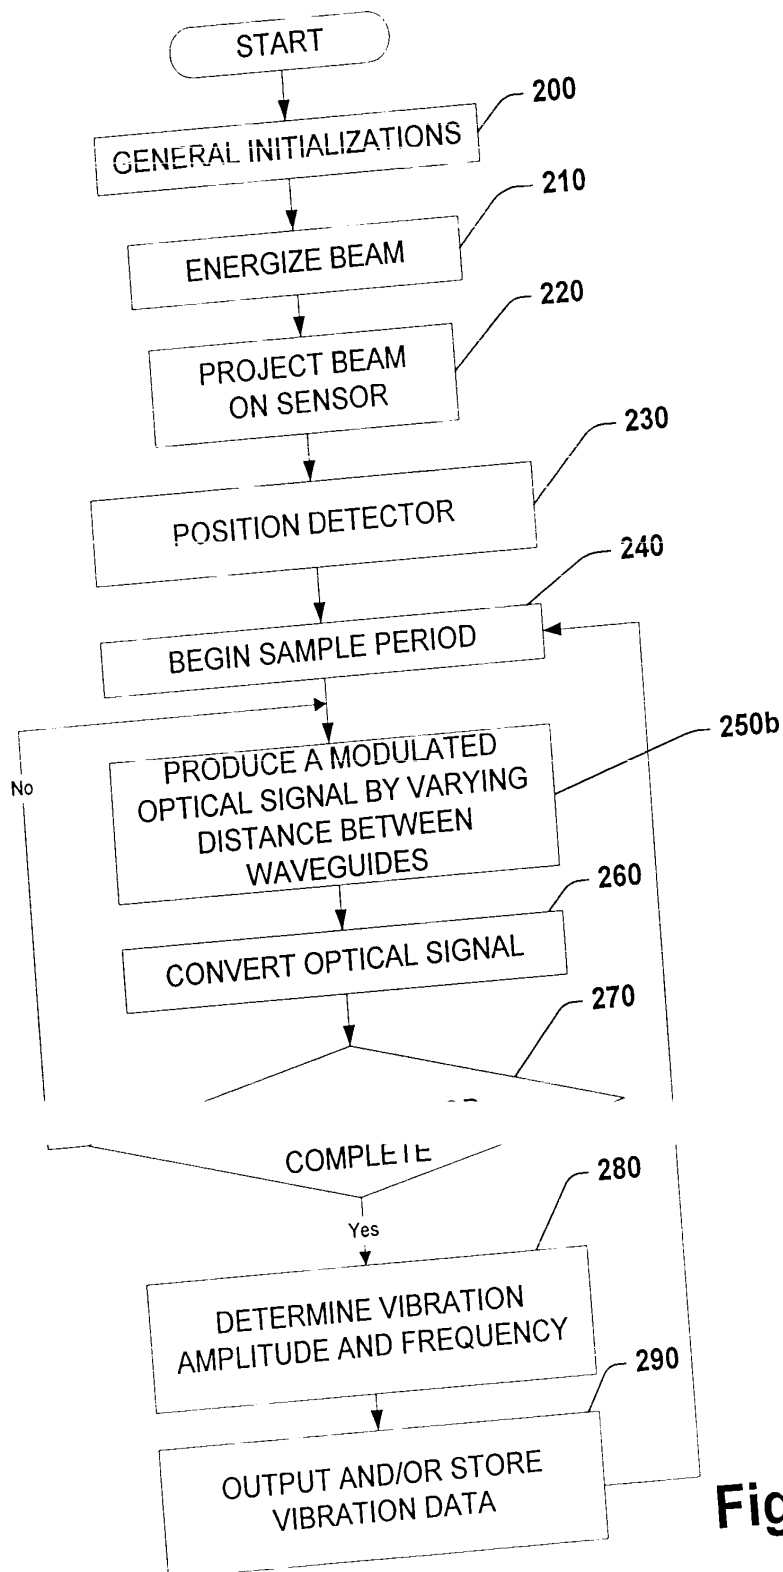 START
200
GENERAL INITIALIZATIONS
210
ENERGIZE BEAM
220
PROJECT BEAM
ON SENSOR
230
POSITION DETECTOR
240
BEGIN SAMPLE PERIOD
250b
No
PRODUCE A MODULATED
OPTICAL SIGNAL BY VARYING
DISTANCE BETWEEN
WAVEGUIDES
260
CONVERT OPTICAL SIGNAL
270
COMPLETE
280
Yes
DETERMINE VIBRATION
AMPLITUDE AND FREQUENCY
290
OUTPUT AND/OR STORE
VIBRATION DATA
Fig